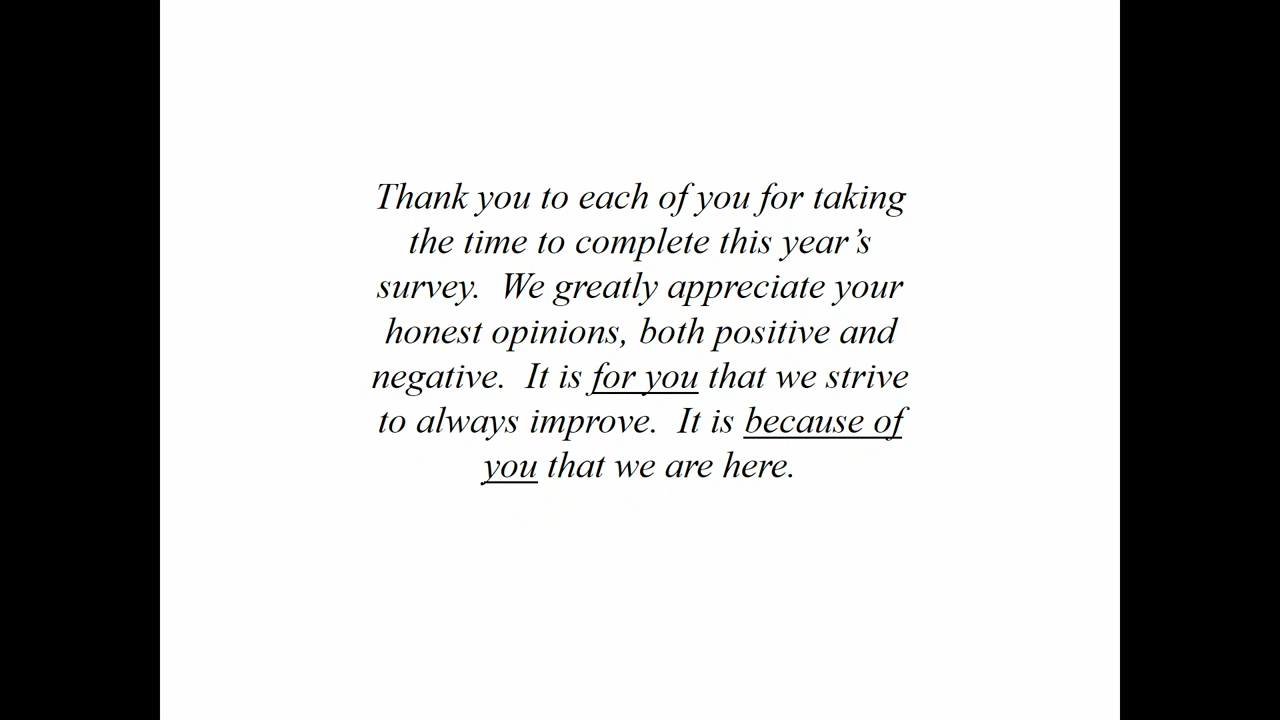 Thank you to each of you for taking
the time to complete this year’s
survey.  We greatly appreciate your
honest opinions, both positive and
negative.  It is for you that we strive
to always improve.  It is because of
you that we are here.